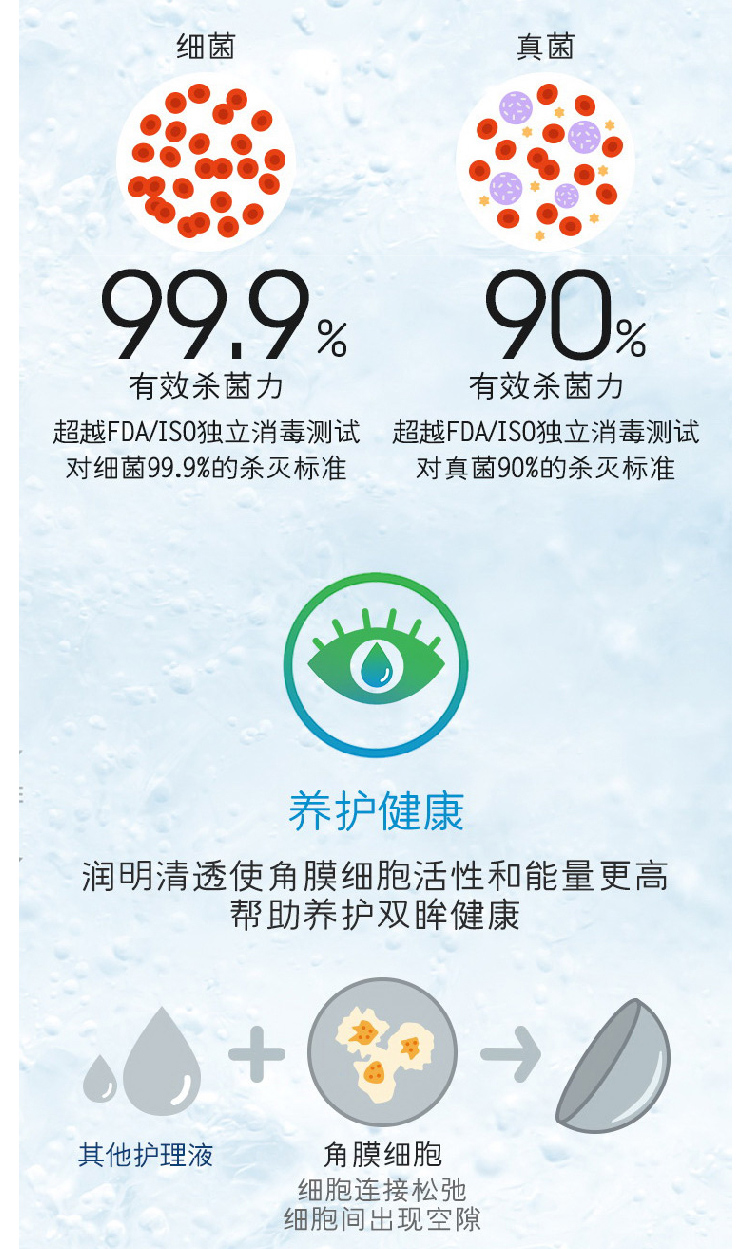 细菌
真菌
99.9%
90%
有效杀菌力
有效杀菌力
超越FDA/ISO独立消毒测试
对细菌99.9%的杀灭标准
超越FDA/ISO独立消毒测试
对真菌90%的杀灭标准
养护健康
润明清透使角膜细胞活性和能量更高
帮助养护双眸健康
其他护理液
角膜细胞
细胞连接松弛
细胞间出现空隙